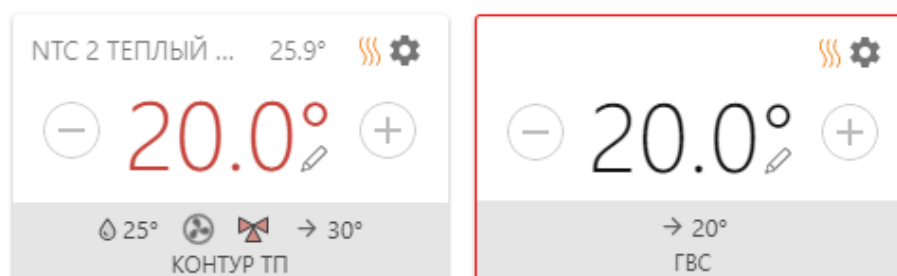 NTC 2 ТЕПЛЫЙ ... 25.9°
20.0°
25° → 30°
КОНТУР ТП
20.0°
→ 20°
ГВС